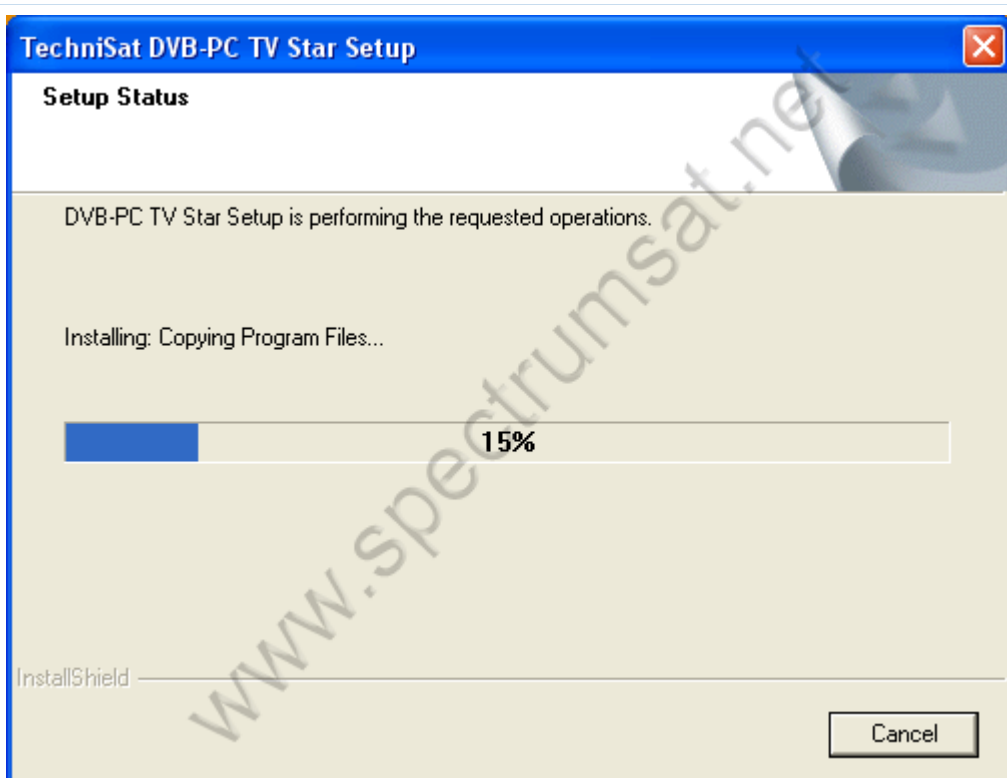 TechniSat DVB-PC TV Star Setup
Setup Status
DVB-PC TV Star Setup is performing the requested operations.
Installing: Copying Program Files...
15%
www.spectrumsat.net
InstallShield
Cancel